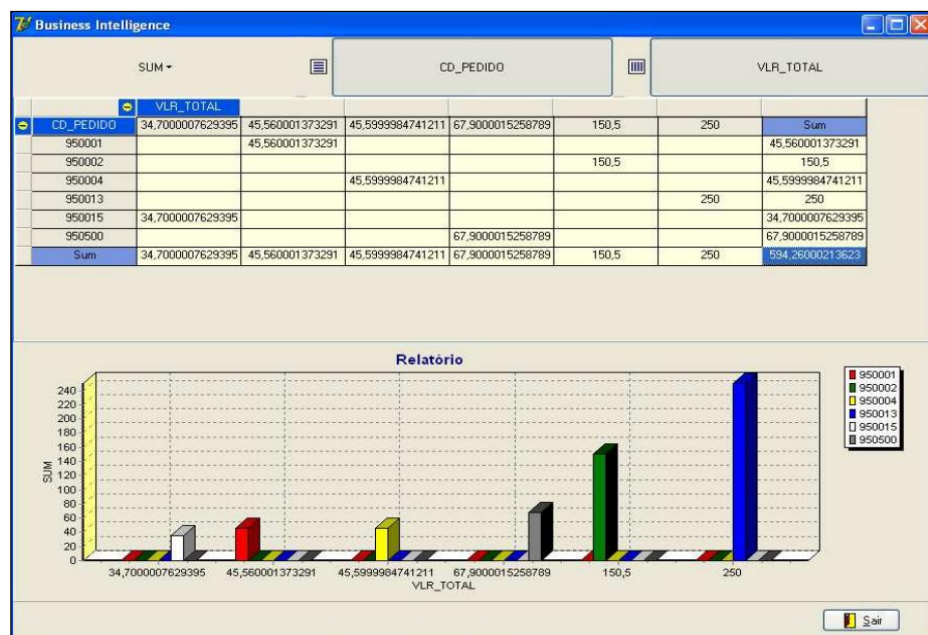 Business Intelligence
SUM
CD_PEDIDO
VLR_TOTAL
VLR_TOTAL
CD_PEDIDO 34,7000007629395 45,560001373291 45,5999984741211 67,9000015258789 150,5 250 Sum
950001 45,560001373291 45,560001373291
950002 150,5 150,5
950004 45,5999984741211 45,5999984741211
950013 250 250
950015 34,7000007629395 34,7000007629395
950500 67,9000015258789 67,9000015258789
Sum 34,7000007629395 45,560001373291 45,5999984741211 67,9000015258789 150,5 250 594,26000213623
Relatório
240
220
200
180
160
140
120
100
80
60
40
20
0
SUM
34,7000007629395 45,560001373291 45,5999984741211 67,9000015258789 150,5 250
VLR_TOTAL
950001
950002
950004
950013
950015
950500
Sair